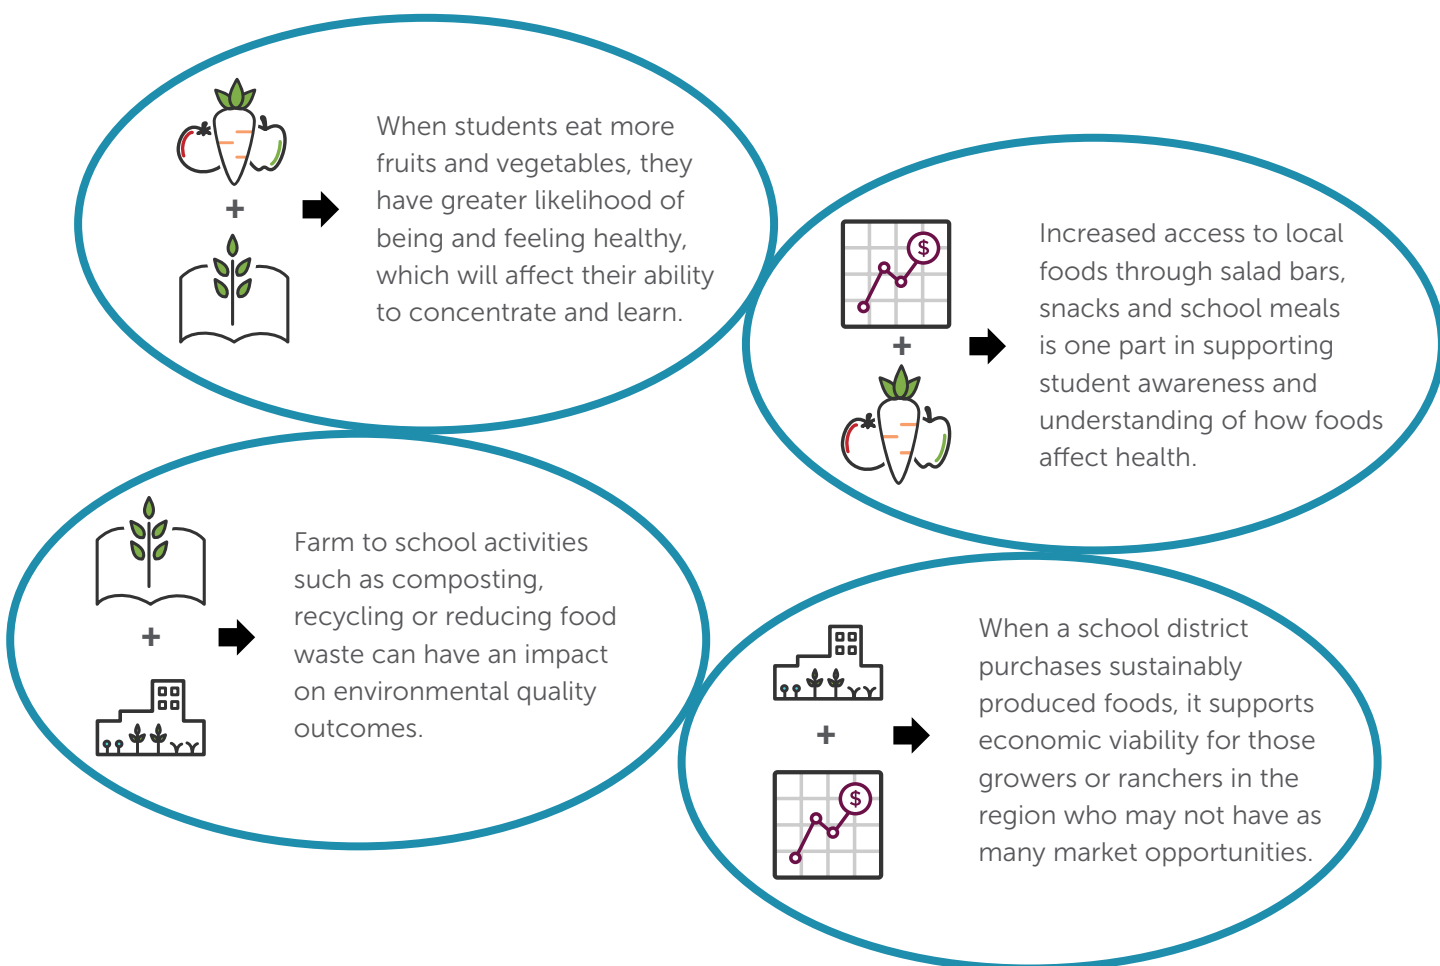 When students eat more
fruits and vegetables, they
have greater likelihood of
being and feeling healthy,
which will affect their ability
to concentrate and learn.
+
$
+
Increased access to local
foods through salad bars,
snacks and school meals
is one part in supporting
student awareness and
understanding of how foods
affect health.
+
Farm to school activities
such as composting,
recycling or reducing food
waste can have an impact
on environmental quality
outcomes.
+
$
When a school district
purchases sustainably
produced foods, it supports
economic viability for those
growers or ranchers in the
region who may not have as
many market opportunities.